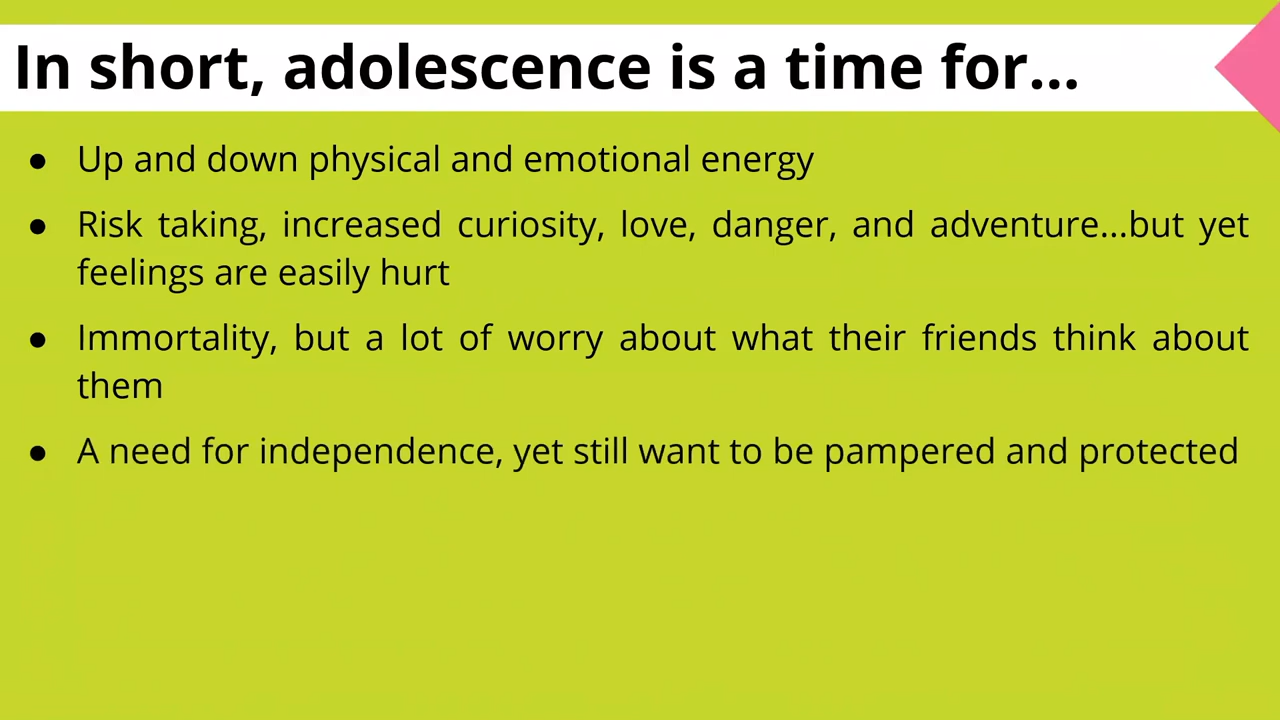 In short, adolescence is a time for...
● Up and down physical and emotional energy
● Risk taking, increased curiosity, love, danger, and adventure...but yet
feelings are easily hurt
● Immortality, but a lot of worry about what their friends think about
them
● A need for independence, yet still want to be pampered and protected